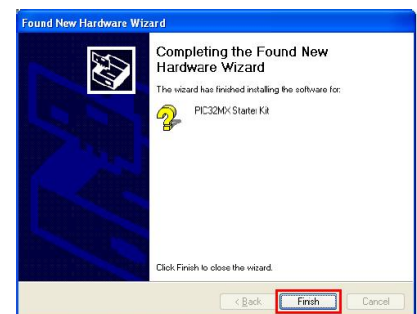 Found New Hardware Wizard
Completing the Found New
Hardware Wizard
The wizard has finished installing the software for:
PIC32MX Starter Kit
Click Finish to close the wizard.
< Back
Finish
Cancel